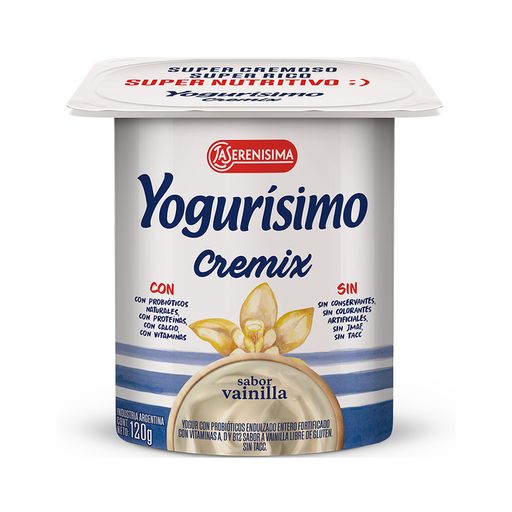 SUPER CREMOSO
SUPER RICO
SUPER NUTRITIVO :)
Yogurísimo
Cremix
LASERENISIMA
Yogurísimo
Cremix
CON
CON PROBIÓTICOS
NATURALES,
CON PROTEÍNAS,
CON CALCIO,
CON VITAMINAS
SIN
SIN CONSERVANTES,
SIN COLORANTES
ARTIFICIALES,
SIN JMAF,
SIN TACC
sabor
vainilla
INDUSTRIA ARGENTINA
CONT.
NETO: 120g
YOGUR CON PROBIÓTICOS ENDULZADO ENTERO FORTIFICADO
CON VITAMINAS A, D Y B12 SABOR A VAINILLA LIBRE DE GLUTEN.
SIN TACC.